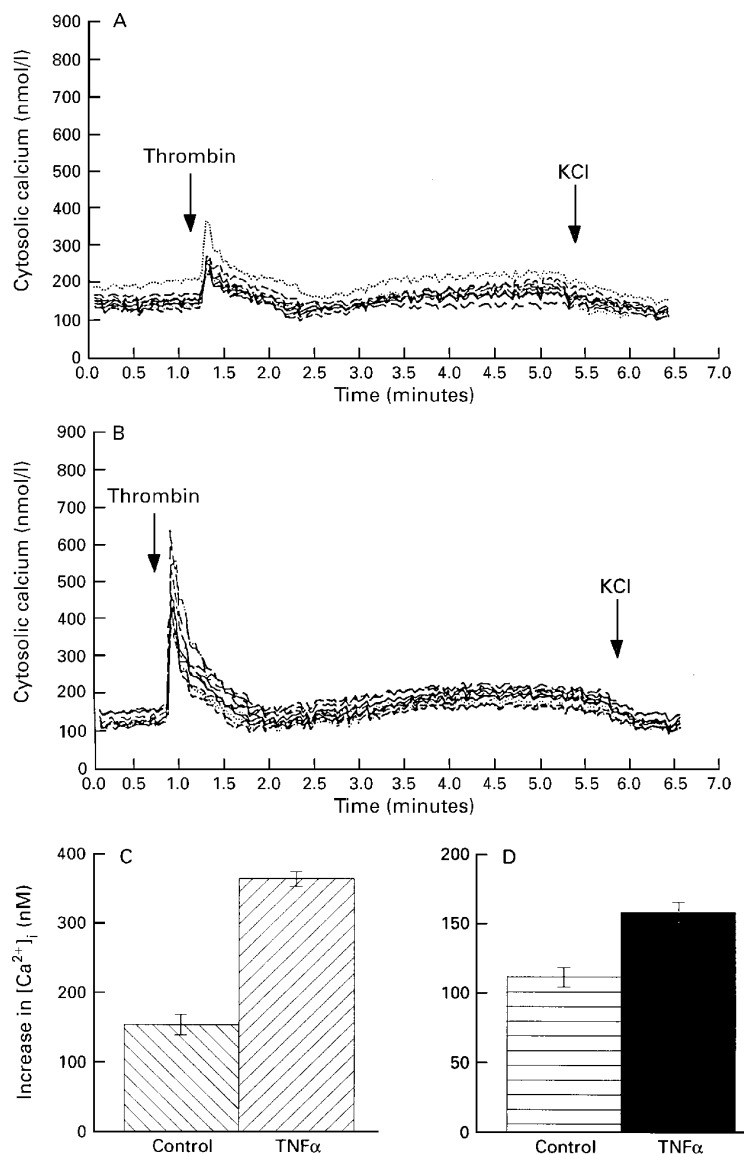 A
Cytosolic calcium (nmol/l)
900
800
700
600
500
400
300
200
100
0
Thrombin
KCl
0.0 0.5 1.0 1.5 2.0 2.5 3.0 3.5 4.0 4.5 5.0 5.5 6.0 6.5 7.0
Time (minutes)
B
Cytosolic calcium (nmol/l)
900
800
700
600
500
400
300
200
100
0
Thrombin
KCl
0.0 0.5 1.0 1.5 2.0 2.5 3.0 3.5 4.0 4.5 5.0 5.5 6.0 6.5 7.0
Time (minutes)
C
Increase in [Ca²⁺]ᵢ (nM)
400
300
200
100
0
Control TNFα
D
200
150
100
50
0
Control TNFα